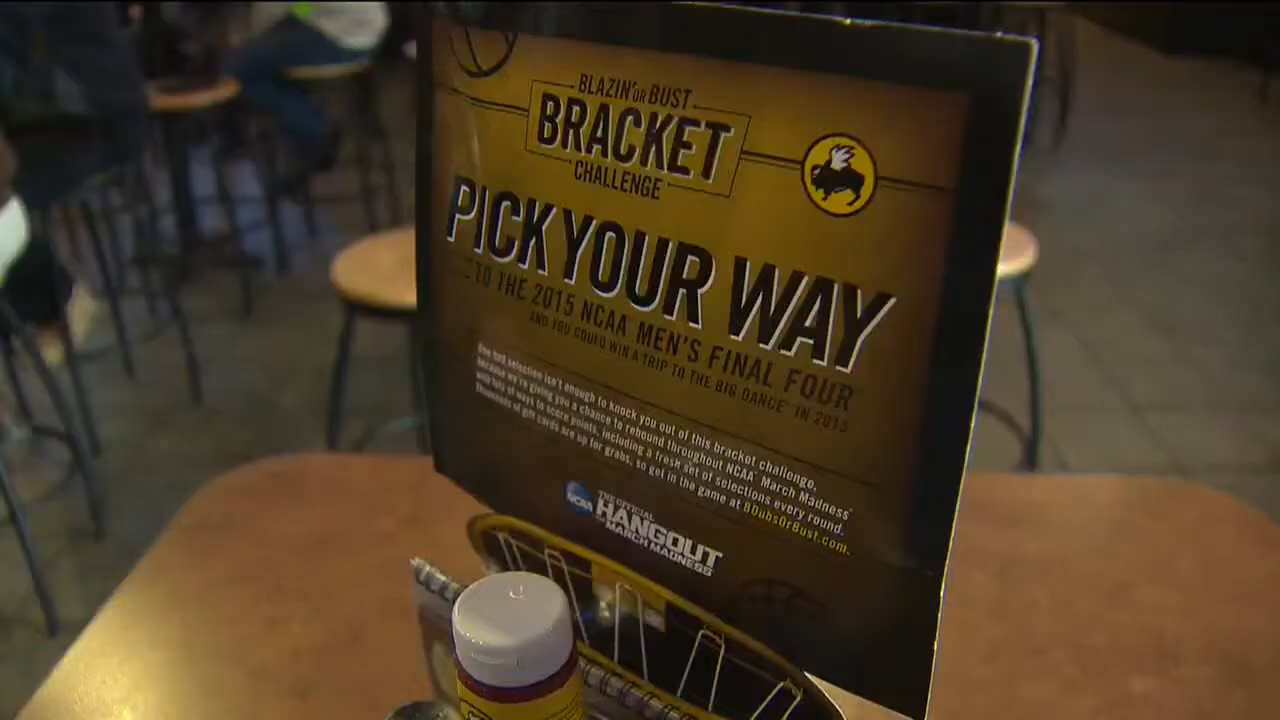 BLAZIN' OR BUST
BRACKET
CHALLENGE
PICK YOUR WAY
TO THE 2015 NCAA MEN'S FINAL FOUR
AND YOU COULD WIN A TRIP TO THE BIG DANCE IN 2015
One bad selection isn't enough to knock you out of this bracket challenge,
because we're giving you a chance to rebound throughout NCAA March Madness
with lots of ways to score points, including a fresh set of selections every round.
Thousands of gift cards are up for grabs, so get in the game at BDubsOrBust.com.
NCAA
THE OFFICIAL
HANGOUT
OF MARCH MADNESS